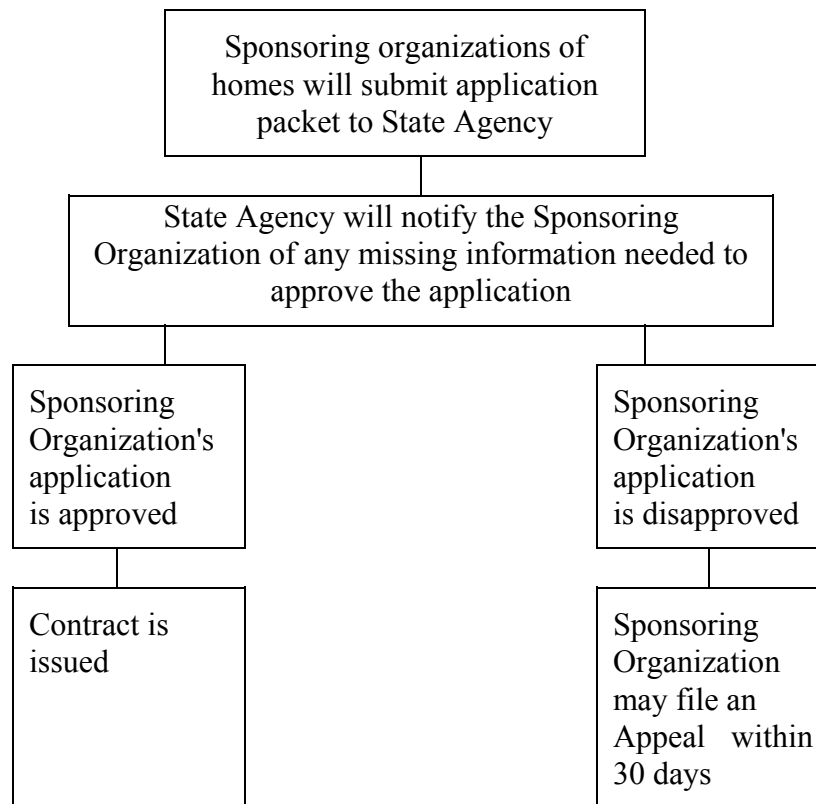 Sponsoring organizations of
homes will submit application
packet to State Agency
State Agency will notify the Sponsoring
Organization of any missing information needed to
approve the application
Sponsoring
Organization's
application
is approved
Sponsoring
Organization's
application
is disapproved
Contract is
issued
Sponsoring
Organization
may file an
Appeal within
30 days